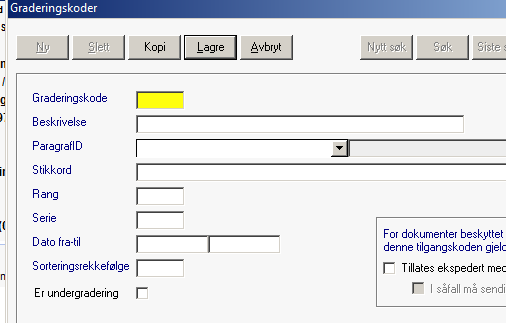 Graderingskoder
Ny Slett Kopi Lagre Avbryt Nytt søk Søk Siste
Graderingskode
Beskrivelse
ParagrafID
Stikkord
Rang
Serie
Dato fra-til
Sorteringsrekkefølge
Er undergradering
For dokumenter beskyttet
denne tilgangskoden gjeld
Tillates ekspedert med
I såfall må sendi